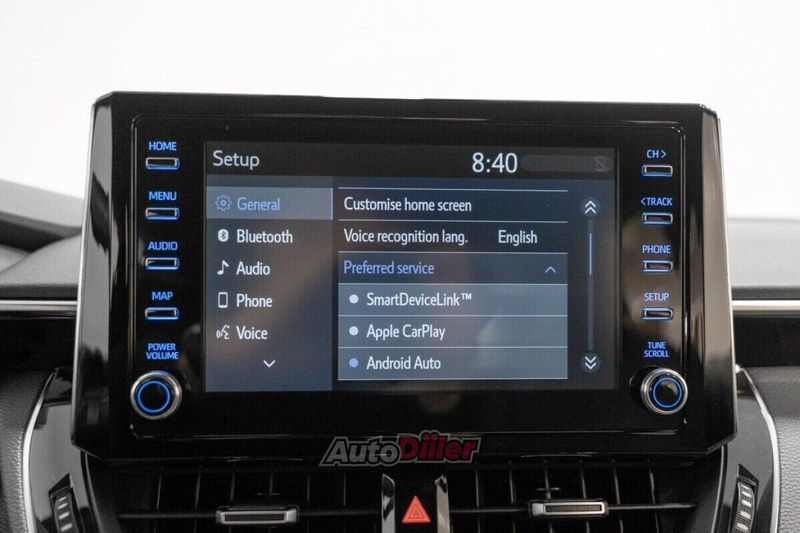 HOME
MENU
AUDIO
MAP
POWER
VOLUME
Setup
8:40
General
Bluetooth
Audio
Phone
Voice
Customise home screen
Voice recognition lang. English
Preferred service
SmartDeviceLink™
Apple CarPlay
Android Auto
CH >
< TRACK
PHONE
SETUP
TUNE
SCROLL
AutoDiiler